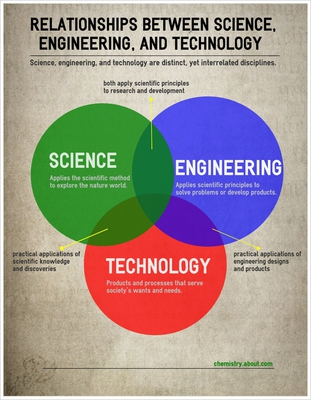 RELATIONSHIPS BETWEEN SCIENCE,
ENGINEERING, AND TECHNOLOGY
Science, engineering, and technology are distinct, yet interrelated disciplines.
both apply scientific principles
to research and development
SCIENCE
Applies the scientific method
to explore the nature world.
ENGINEERING
Applies scientific principles to
solve problems or develop products.
practical applications of
scientific knowledge
and discoveries
practical applications of
engineering designs
and products
TECHNOLOGY
Products and processes that serve
society's wants and needs.
chemistry.about.com